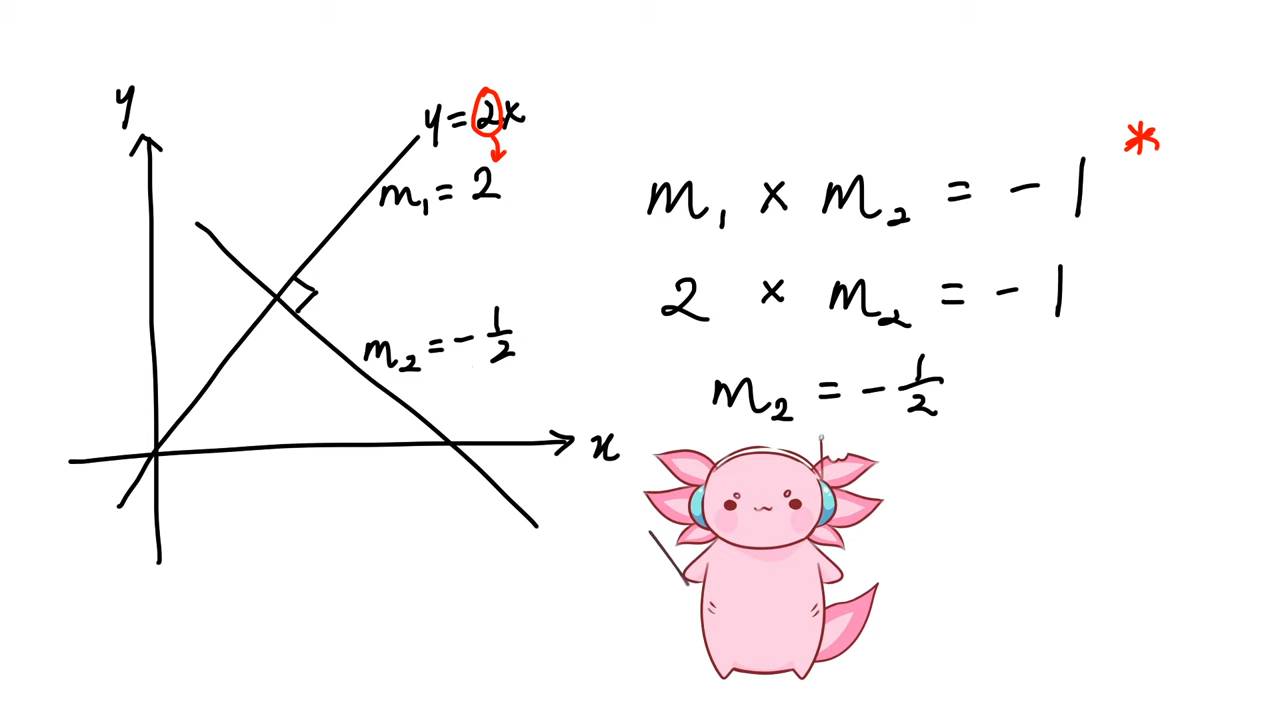 y
y = 2x
m₁ = 2
m₂ = - 1/2
x
*
m₁ × m₂ = - 1
2 × m₂ = - 1
m₂ = - 1/2